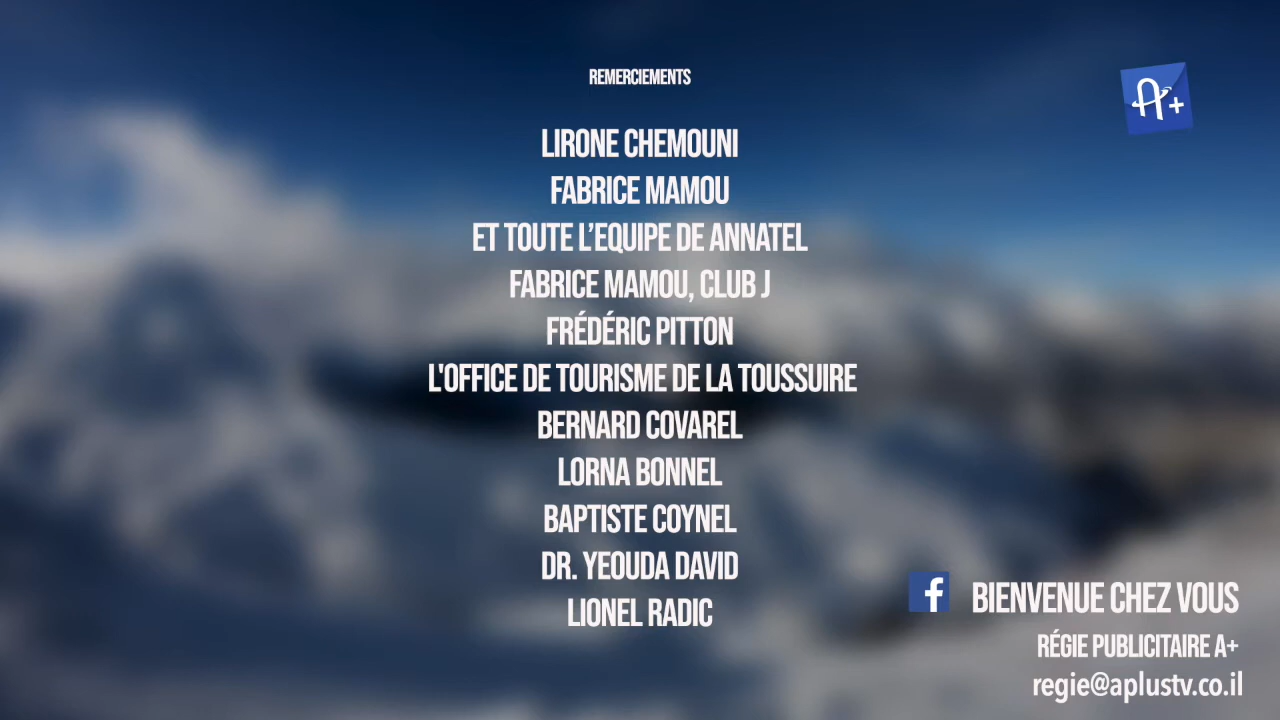 REMERCIEMENTS
A+
LIRONE CHEMOUNI
FABRICE MAMOU
ET TOUTE L’EQUIPE DE ANNATEL
FABRICE MAMOU, CLUB J
FRÉDÉRIC PITTON
L'OFFICE DE TOURISME DE LA TOUSSUIRE
BERNARD COVAREL
LORNA BONNEL
BAPTISTE COYNEL
DR. YEOUDA DAVID
LIONEL RADIC
f BIENVENUE CHEZ VOUS
RÉGIE PUBLICITAIRE A+
regie@aplustv.co.il